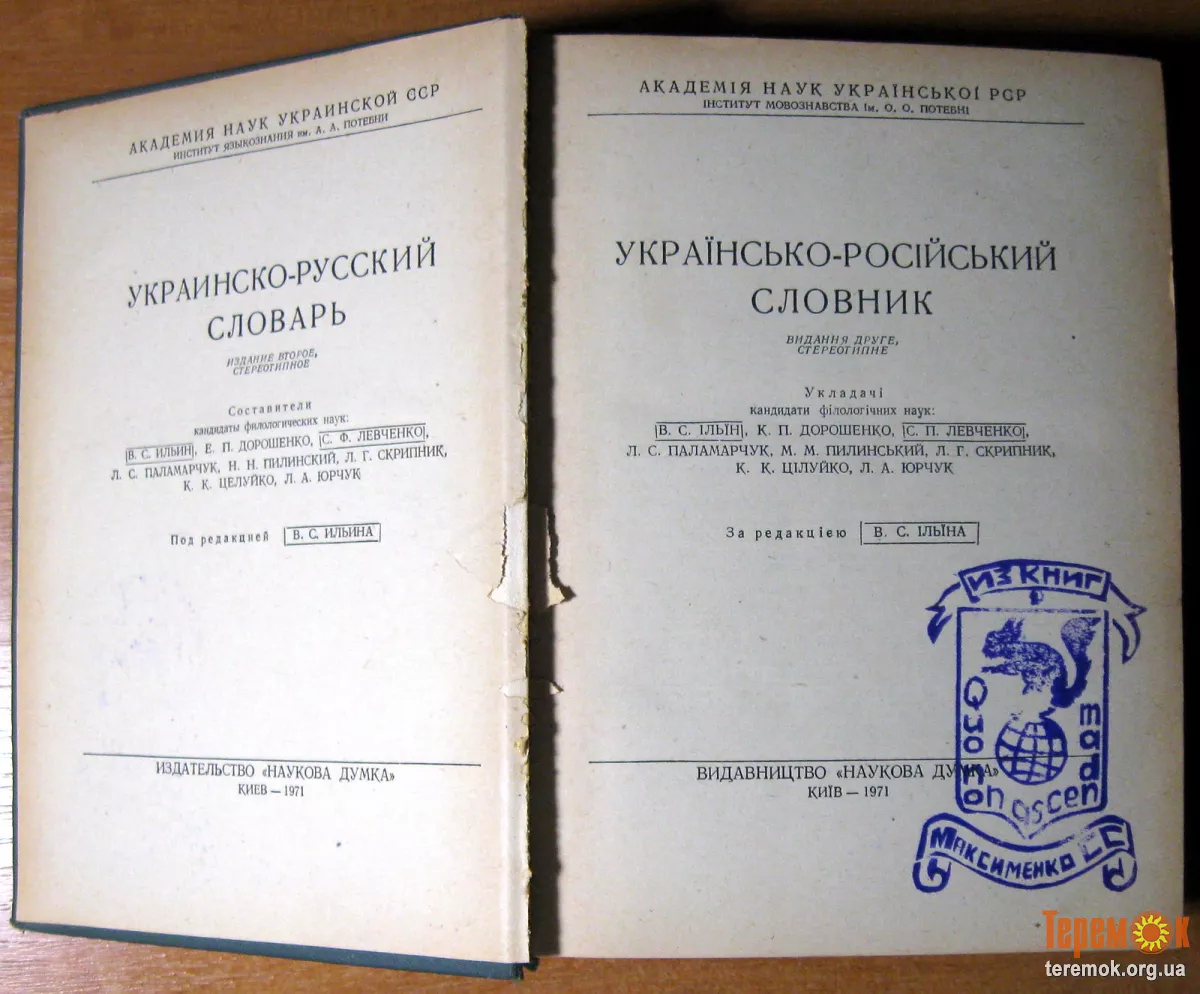 АКАДЕМИЯ НАУК УКРАИНСКОЙ ССР
ИНСТИТУТ ЯЗЫКОЗНАНИЯ им. А. А. ПОТЕБНИ
УКРАИНСКО-РУССКИЙ
СЛОВАРЬ
ИЗДАНИЕ ВТОРОЕ,
СТЕРЕОТИПНОЕ
Составители
кандидаты филологических наук:
В. С. ИЛЬИН, Е. П. ДОРОШЕНКО, С. Ф. ЛЕВЧЕНКО,
Л. С. ПАЛАМАРЧУК, Н. Н. ПИЛИНСКИЙ, Л. Г. СКРИПНИК,
К. К. ЦЕЛУЙКО, Л. А. ЮРЧУК
Под редакцией В. С. ИЛЬИНА
ИЗДАТЕЛЬСТВО «НАУКОВА ДУМКА»
КИЕВ — 1971
АКАДЕМІЯ НАУК УКРАЇНСЬКОЇ РСР
ІНСТИТУТ МОВОЗНАВСТВА ім. О. О. ПОТЕБНІ
УКРАЇНСЬКО-РОСІЙСЬКИЙ
СЛОВНИК
ВИДАННЯ ДРУГЕ,
СТЕРЕОТИПНЕ
Укладачі
кандидати філологічних наук:
В. С. ІЛЬЇН, К. П. ДОРОШЕНКО, С. П. ЛЕВЧЕНКО,
Л. С. ПАЛАМАРЧУК, М. М. ПИЛИНСЬКИЙ, Л. Г. СКРИПНИК,
К. К. ЦІЛУЙКО, Л. А. ЮРЧУК
За редакцією В. С. ІЛЬЇНА
ВИДАВНИЦТВО «НАУКОВА ДУМКА»
КИЇВ — 1971
ИЗ КНИГ
МАКСИМЕНКО
Теремок
teremok.org.ua